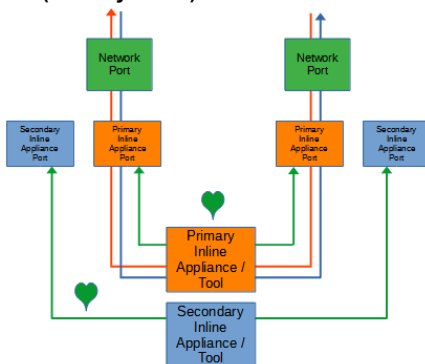 Network
Port
Network
Port
Secondary
Inline
Appliance
Port
Primary
Inline
Appliance
Port
Primary
Inline
Appliance
Port
Secondary
Inline
Appliance
Port
Primary
Inline
Appliance /
Tool
Secondary
Inline
Appliance /
Tool